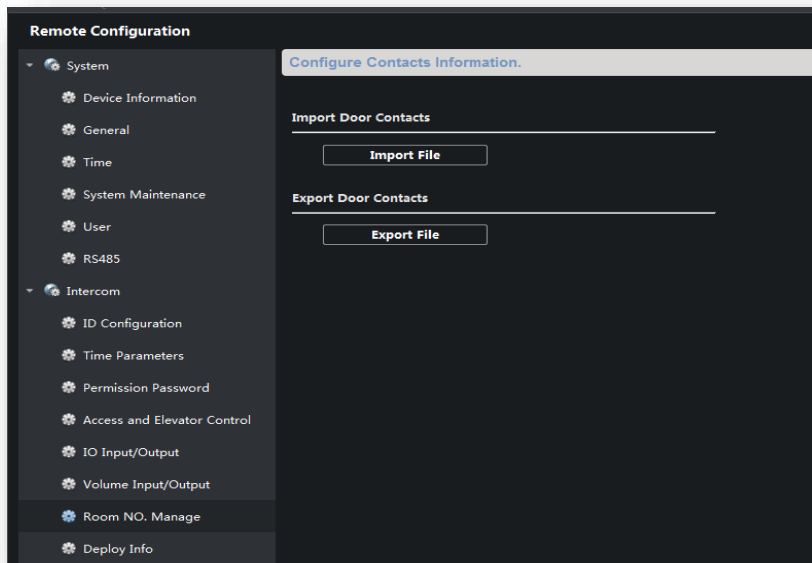 Remote Configuration
System
Device Information
General
Time
System Maintenance
User
RS485
Intercom
ID Configuration
Time Parameters
Permission Password
Access and Elevator Control
IO Input/Output
Volume Input/Output
Room NO. Manage
Deploy Info
Configure Contacts Information.
Import Door Contacts
Import File
Export Door Contacts
Export File